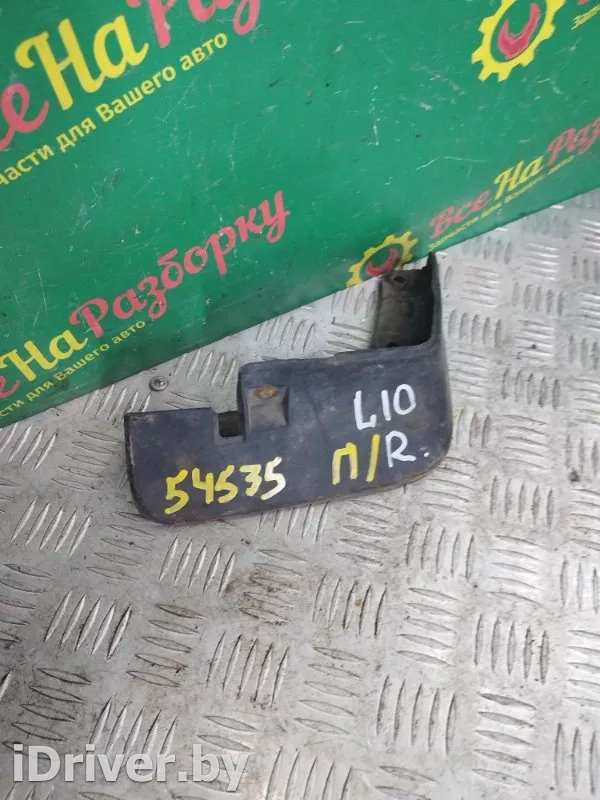 ВсеНаРазборку
части для Вашего авто
Запчасти
ВсеНаРазборку
Запчасти для Вашего авто
ВсеНаРазборку
Запчасти для Вашего авто
L10
54535 П/R.
iDriver.by